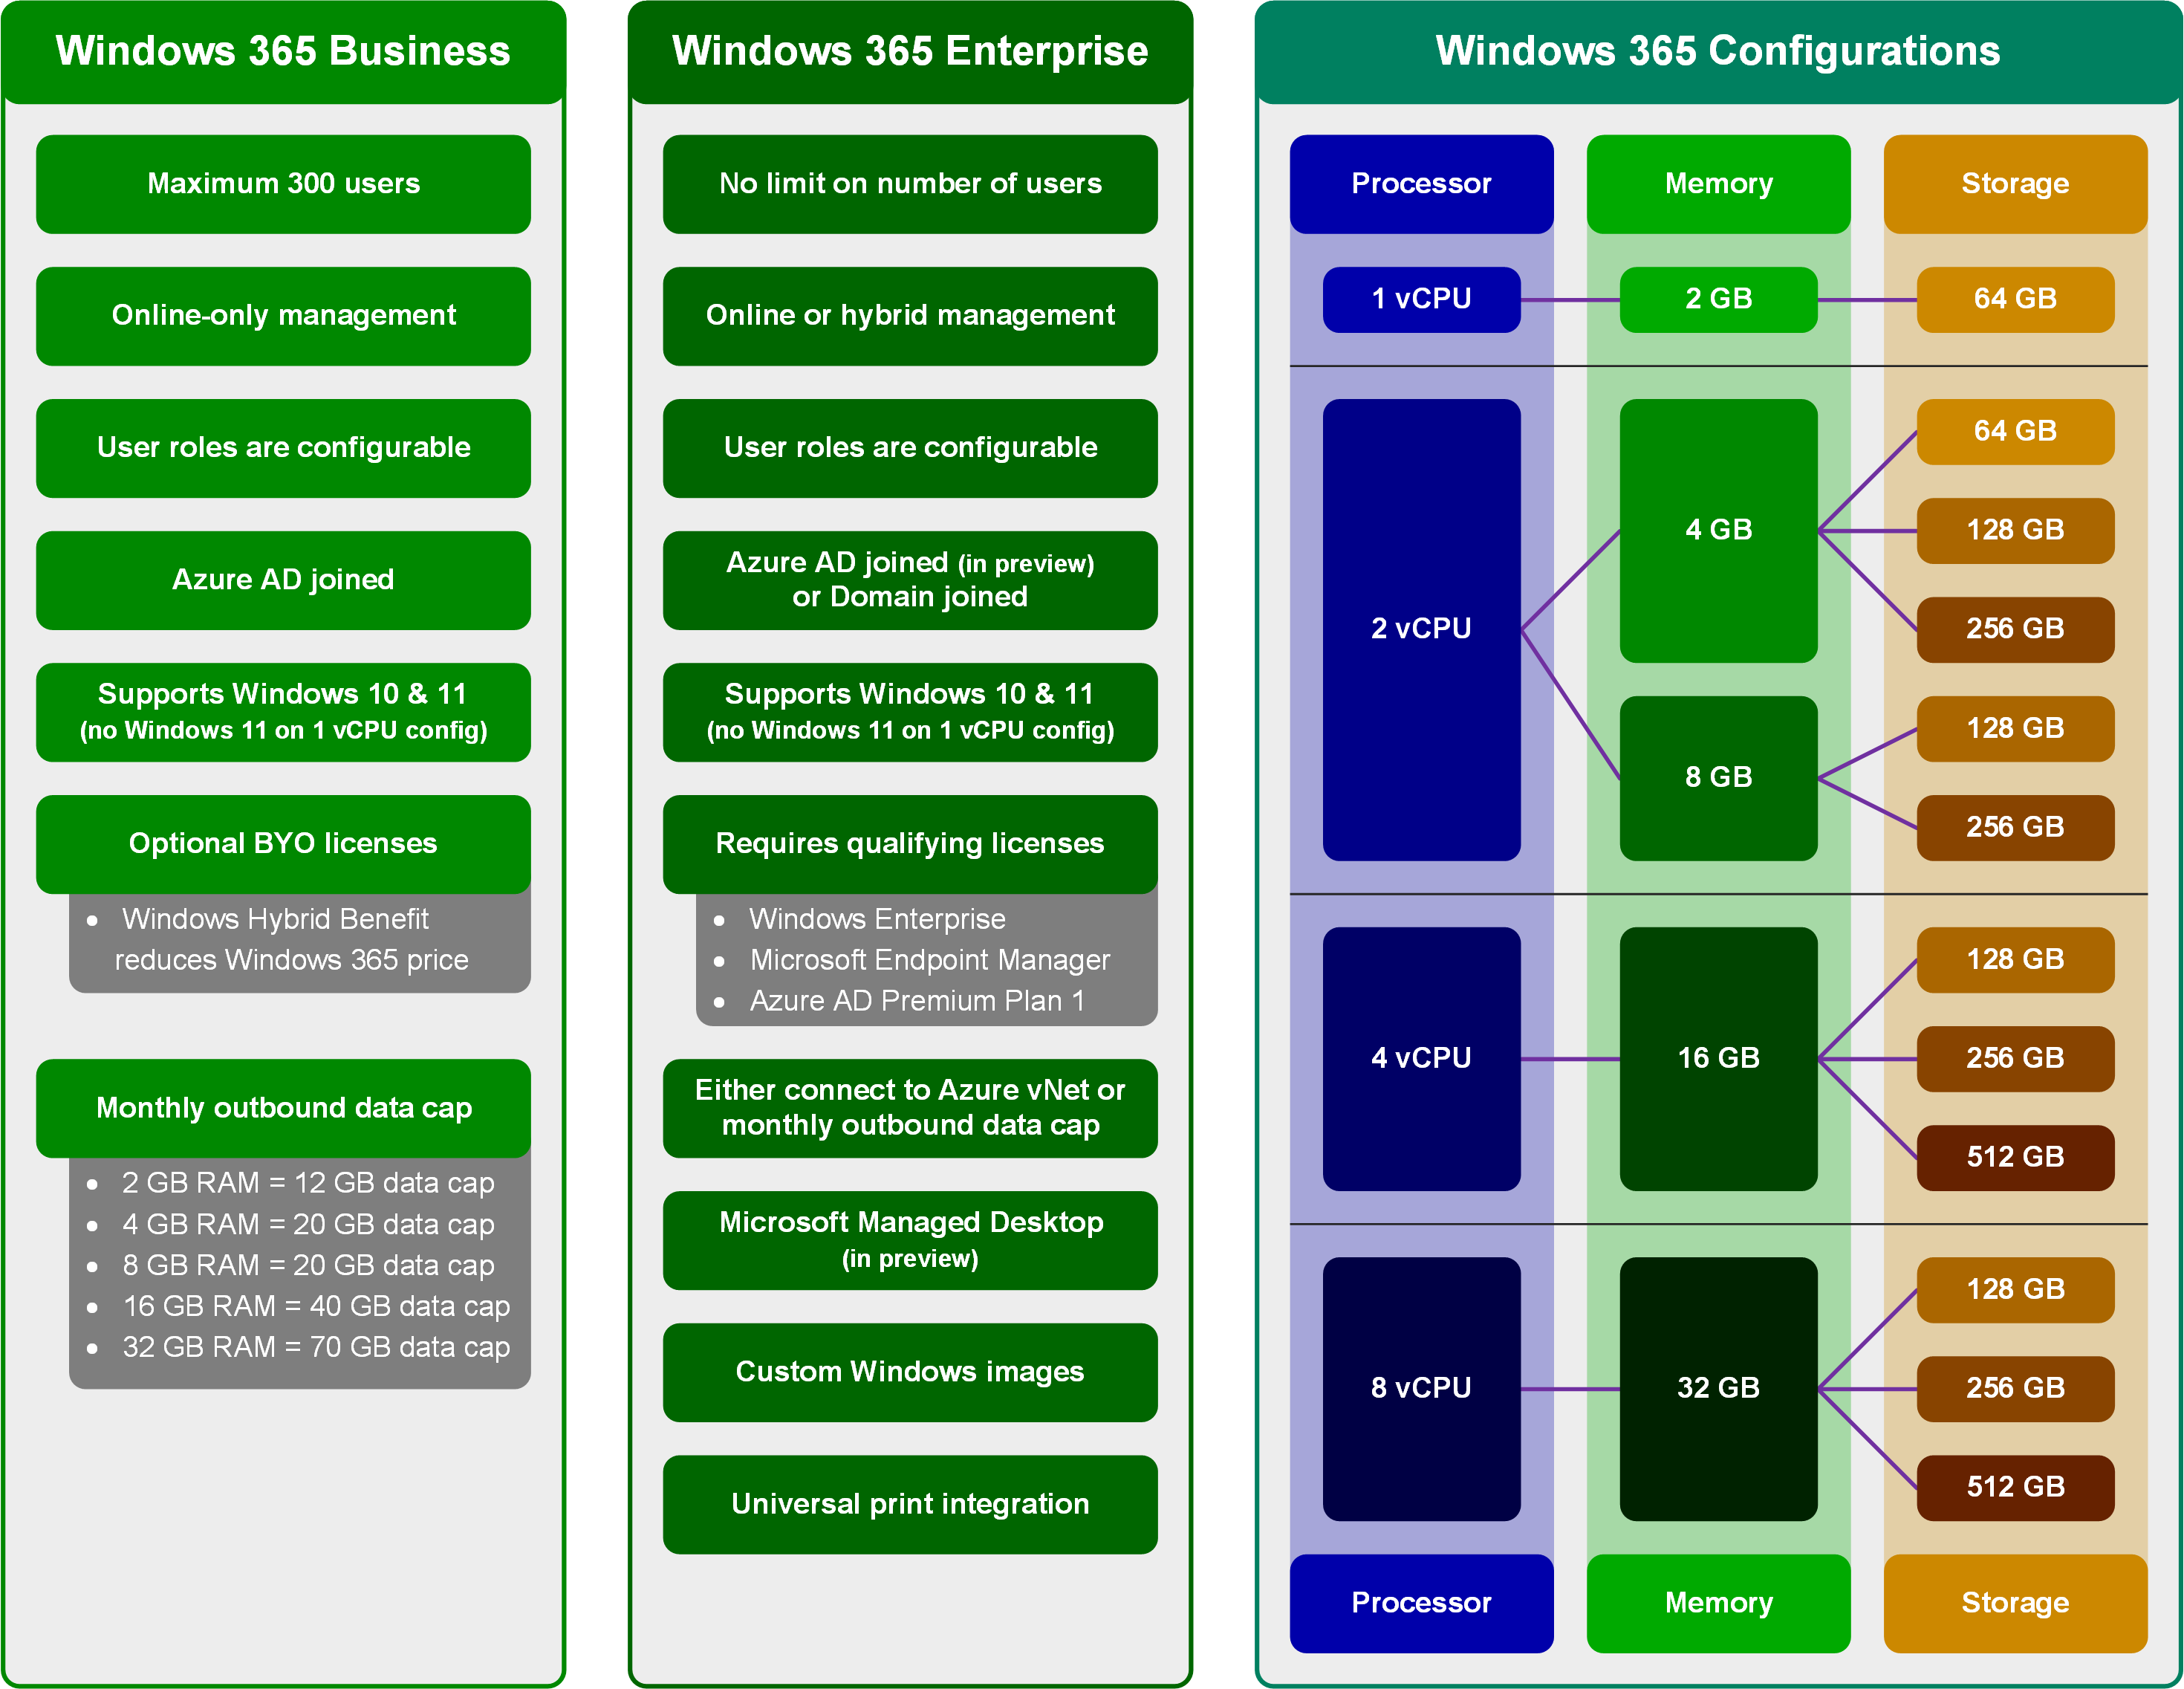 Windows 365 Business
Maximum 300 users
Online-only management
User roles are configurable
Azure AD joined
Supports Windows 10 & 11
(no Windows 11 on 1 vCPU config)
Optional BYO licenses
• Windows Hybrid Benefit
reduces Windows 365 price
Monthly outbound data cap
• 2 GB RAM = 12 GB data cap
• 4 GB RAM = 20 GB data cap
• 8 GB RAM = 20 GB data cap
• 16 GB RAM = 40 GB data cap
• 32 GB RAM = 70 GB data cap
Windows 365 Enterprise
No limit on number of users
Online or hybrid management
User roles are configurable
Azure AD joined (in preview)
or Domain joined
Supports Windows 10 & 11
(no Windows 11 on 1 vCPU config)
Requires qualifying licenses
• Windows Enterprise
• Microsoft Endpoint Manager
• Azure AD Premium Plan 1
Either connect to Azure vNet or
monthly outbound data cap
Microsoft Managed Desktop
(in preview)
Custom Windows images
Universal print integration
Windows 365 Configurations
Processor Memory Storage
1 vCPU 2 GB 64 GB
2 vCPU
4 GB
64 GB
128 GB
256 GB
8 GB
128 GB
256 GB
4 vCPU
16 GB
128 GB
256 GB
512 GB
8 vCPU
32 GB
128 GB
256 GB
512 GB
Processor Memory Storage